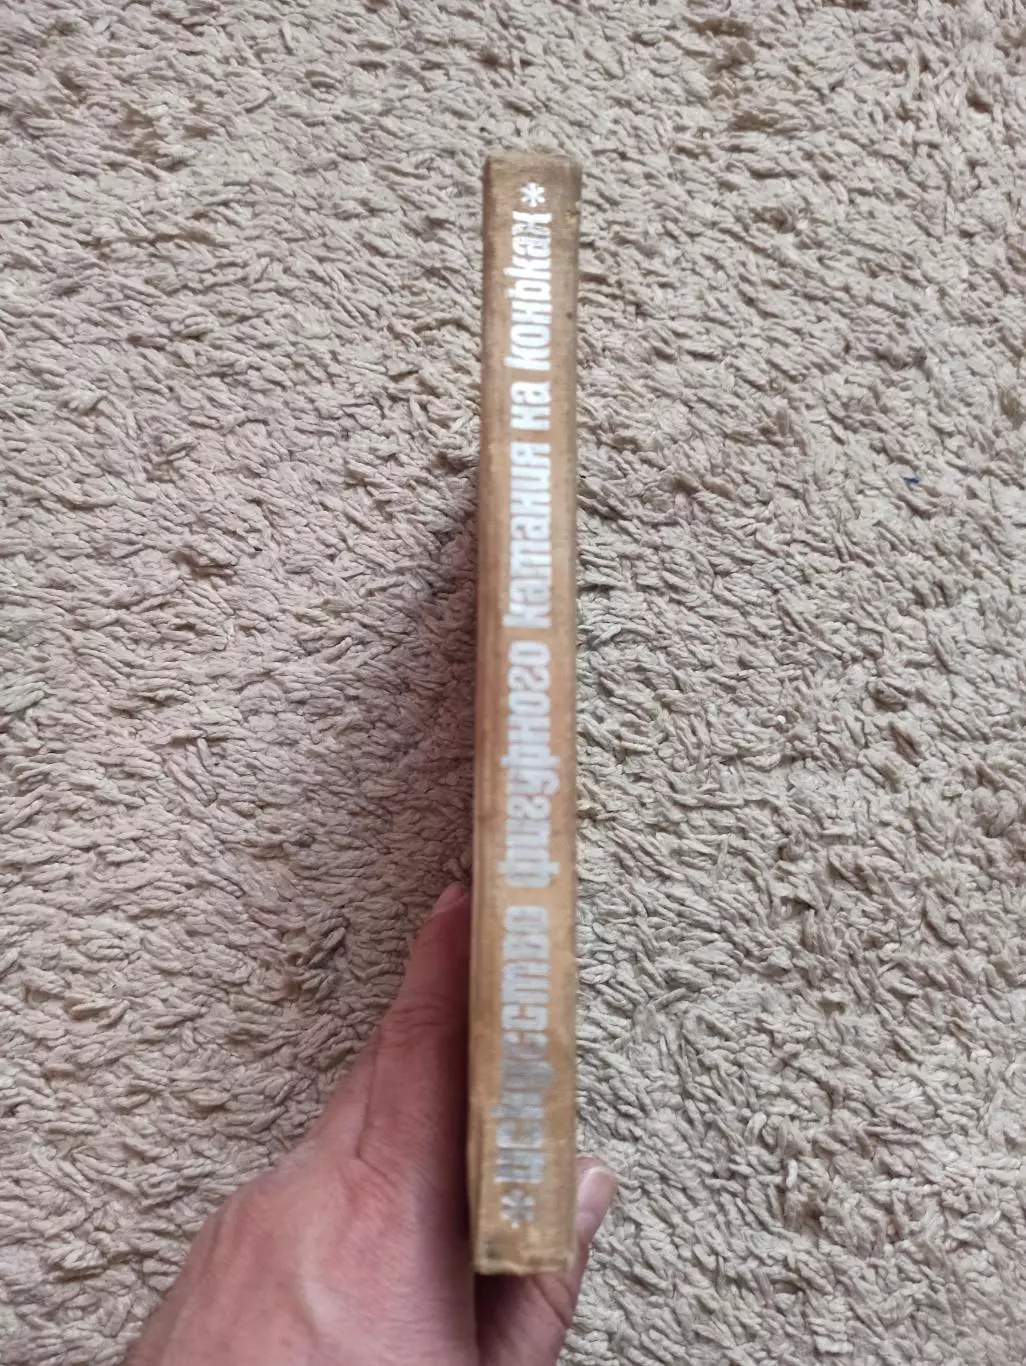 * искусство фигурного катания на коньках *